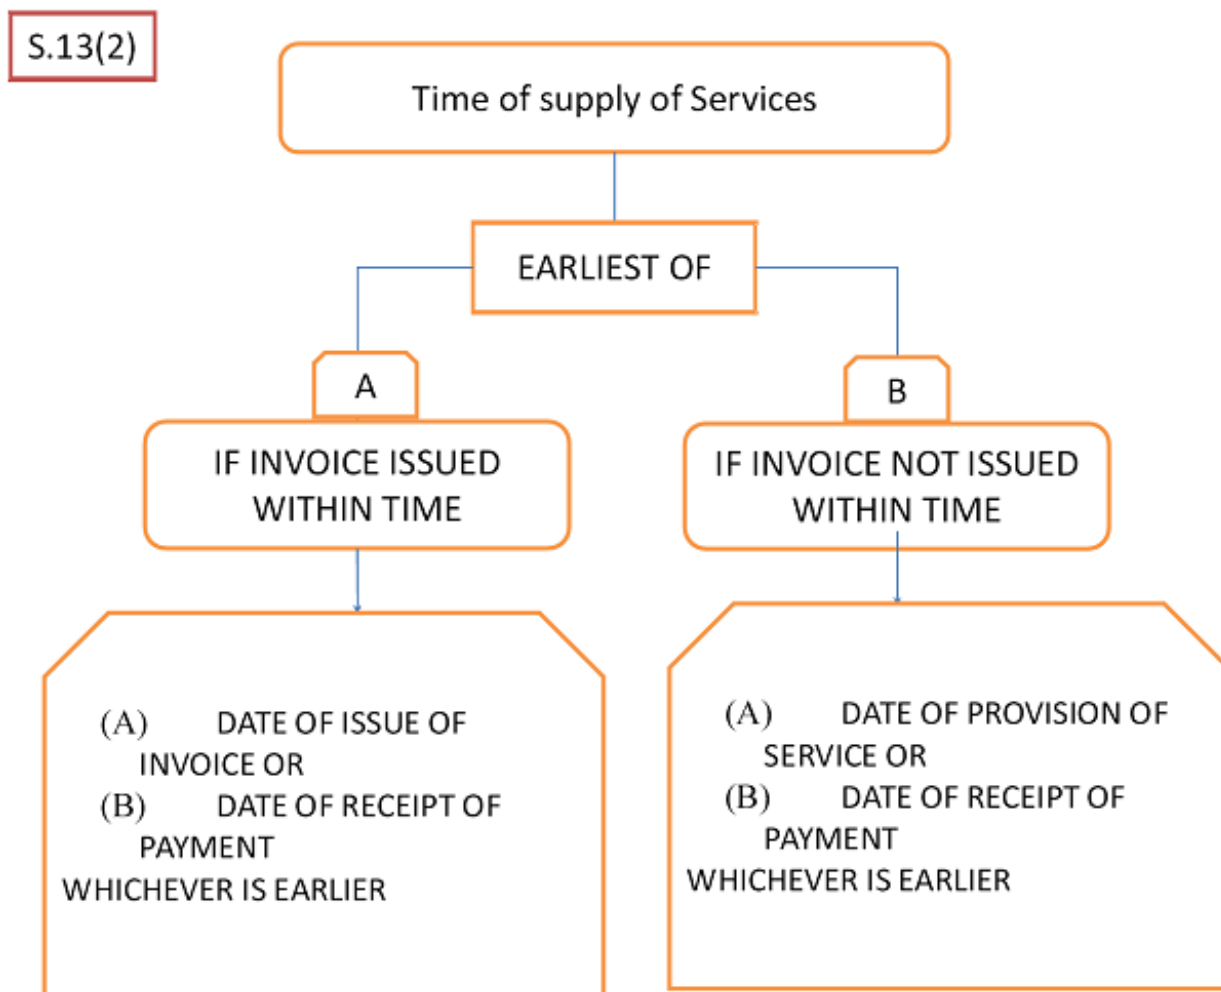 S.13(2)
Time of supply of Services
EARLIEST OF
A
IF INVOICE ISSUED
WITHIN TIME
(A) DATE OF ISSUE OF
INVOICE OR
(B) DATE OF RECEIPT OF
PAYMENT
WHICHEVER IS EARLIER
B
IF INVOICE NOT ISSUED
WITHIN TIME
(A) DATE OF PROVISION OF
SERVICE OR
(B) DATE OF RECEIPT OF
PAYMENT
WHICHEVER IS EARLIER